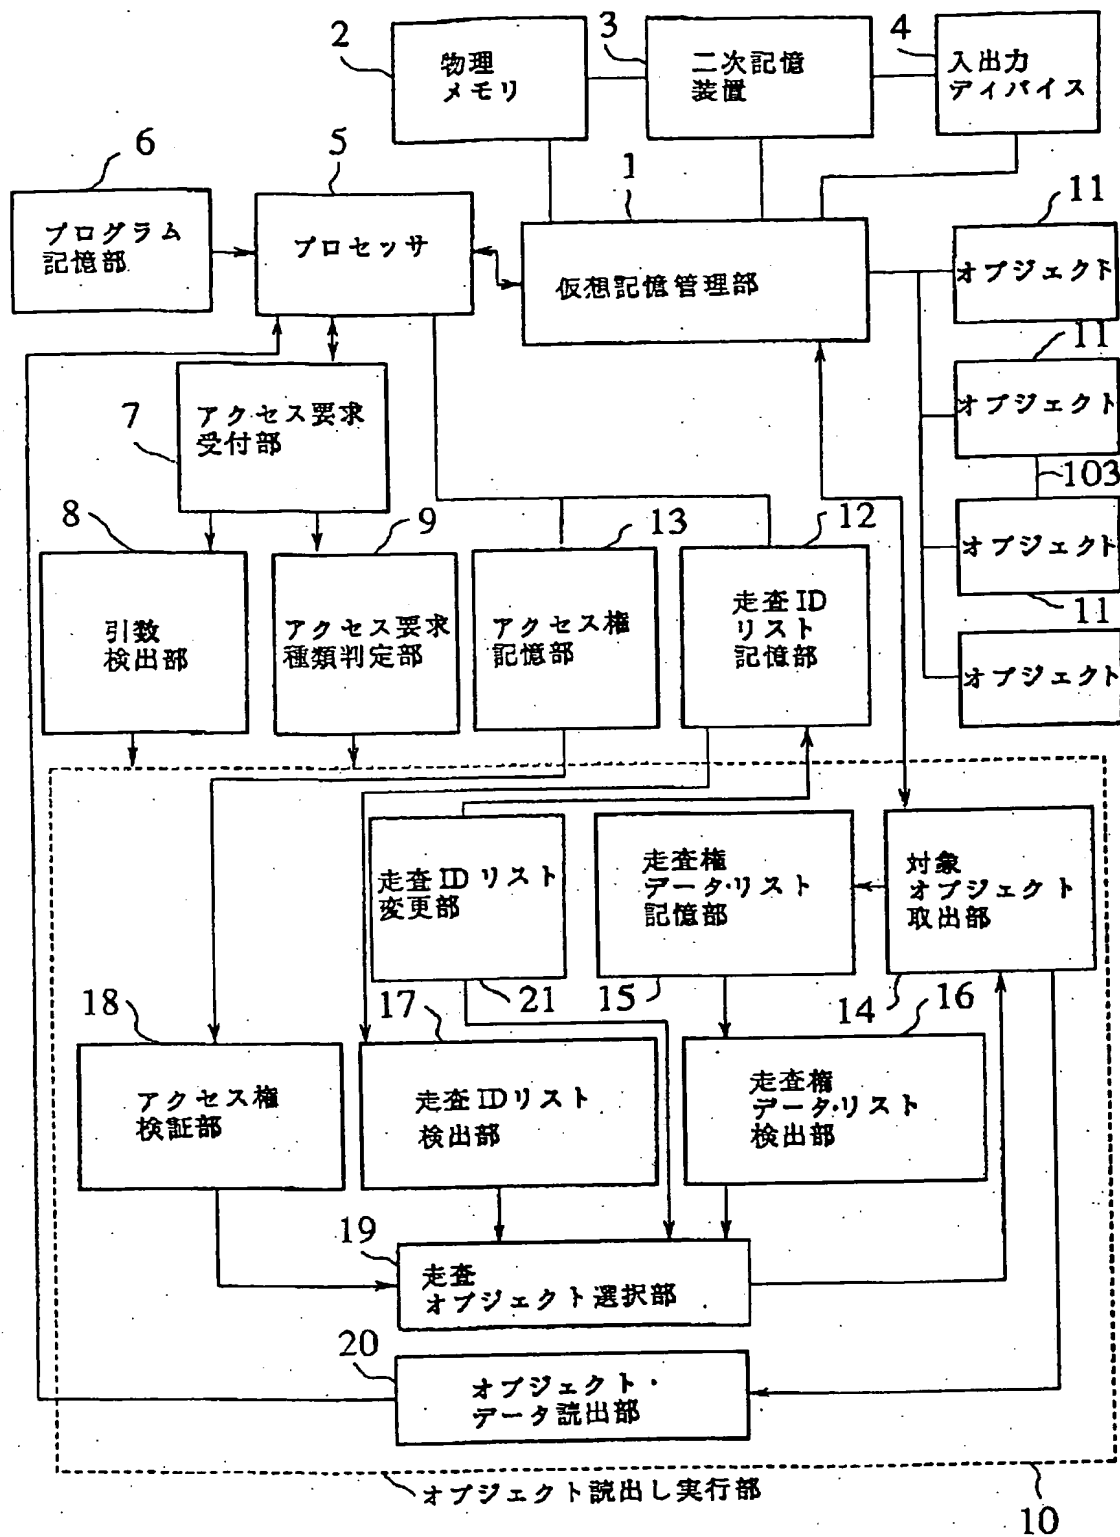 2
3
4
物理
メモリ
二次記憶
装置
入出力
ディバイス
6
5
1
11
プログラム
記憶部
プロセッサ
仮想記憶管理部
オブジェクト
11
オブジェクト
7
アクセス要求
受付部
103
8
9
13
12
オブジェクト
11
引数
検出部
アクセス要求
種類判定部
アクセス権
記憶部
走査ID
リスト
記憶部
オブジェクト
走査IDリスト
変更部
走査権
データ・リスト
記憶部
対象
オブジェクト
取出部
18
17
21
15
14
16
アクセス権
検証部
走査IDリスト
検出部
走査権
データ・リスト
検出部
19
走査
オブジェクト選択部
20
オブジェクト・
データ読出部
オブジェクト読出し実行部
10